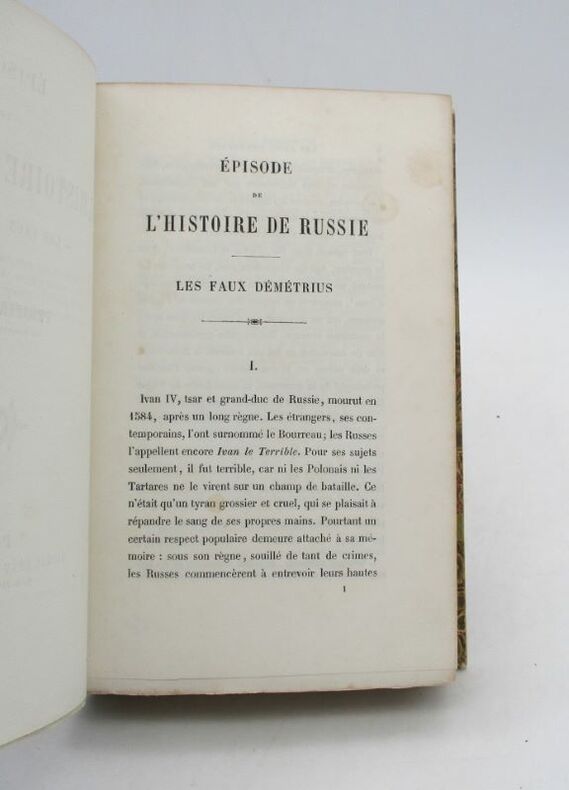 ÉPISODE
DE
L'HISTOIRE DE RUSSIE
LES FAUX DÉMÉTRIUS
I.
Ivan IV, tsar et grand-duc de Russie, mourut en
1584, après un long règne. Les étrangers, ses con-
temporains, l'ont surnommé le Bourreau; les Russes
l'appellent encore Ivan le Terrible. Pour ses sujets
seulement, il fut terrible, car ni les Polonais ni les
Tartares ne le virent sur un champ de bataille. Ce
n'était qu'un tyran grossier et cruel, qui se plaisait à
répandre le sang de ses propres mains. Pourtant un
certain respect populaire demeure attaché à sa mé-
moire : sous son règne, souillé de tant de crimes,
les Russes commencèrent à entrevoir leurs hautes
1